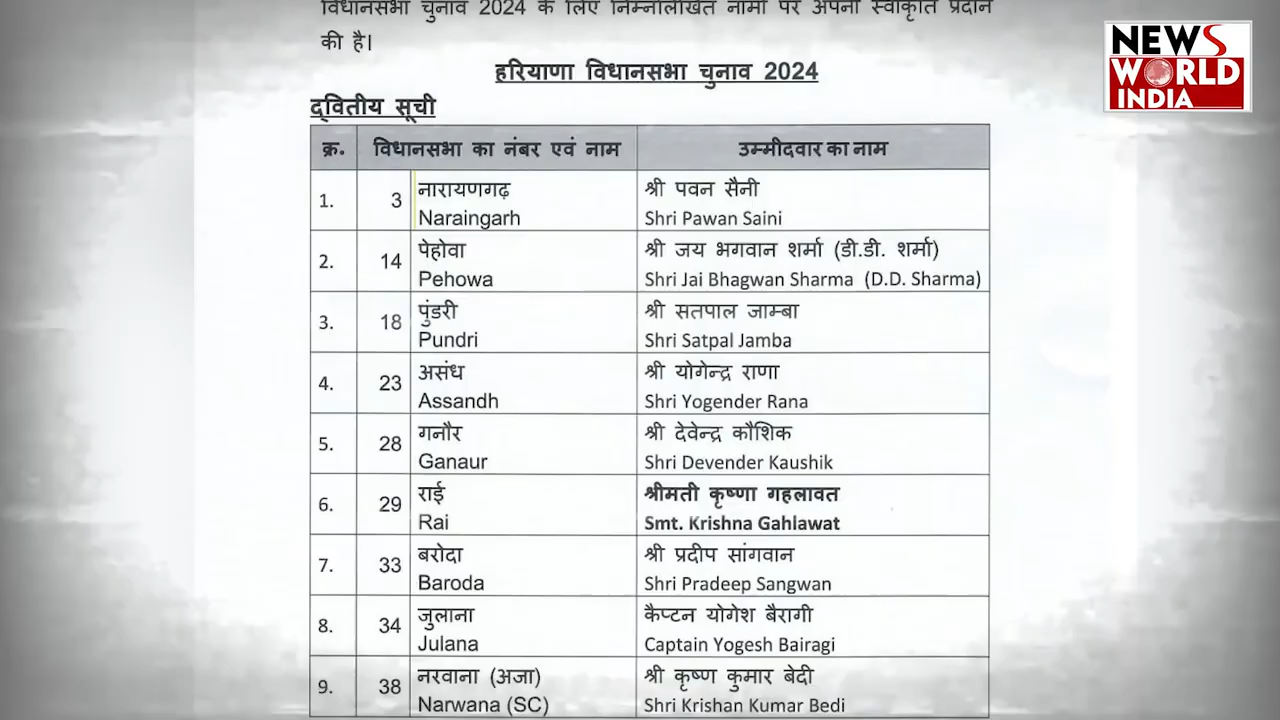 विधानसभा चुनाव 2024 के लिए निम्नलिखित नामों पर अपनी स्वीकृति प्रदान
की है।
NEWS
WORLD
INDIA
हरियाणा विधानसभा चुनाव 2024
द्वितीय सूची
क्र. विधानसभा का नंबर एवं नाम उम्मीदवार का नाम
1. 3 नारायणगढ़ श्री पवन सैनी
Naraingarh Shri Pawan Saini
2. 14 पेहोवा श्री जय भगवान शर्मा (डी.डी. शर्मा)
Pehowa Shri Jai Bhagwan Sharma (D.D. Sharma)
3. 18 पुंडरी श्री सतपाल जाम्बा
Pundri Shri Satpal Jamba
4. 23 असंध श्री योगेन्द्र राणा
Assandh Shri Yogender Rana
5. 28 गनौर श्री देवेन्द्र कौशिक
Ganaur Shri Devender Kaushik
6. 29 राई श्रीमती कृष्णा गहलावत
Rai Smt. Krishna Gahlawat
7. 33 बरोदा श्री प्रदीप सांगवान
Baroda Shri Pradeep Sangwan
8. 34 जुलाना कैप्टन योगेश बैरागी
Julana Captain Yogesh Bairagi
9. 38 नरवाना (अजा) श्री कृष्ण कुमार बेदी
Narwana (SC) Shri Krishan Kumar Bedi